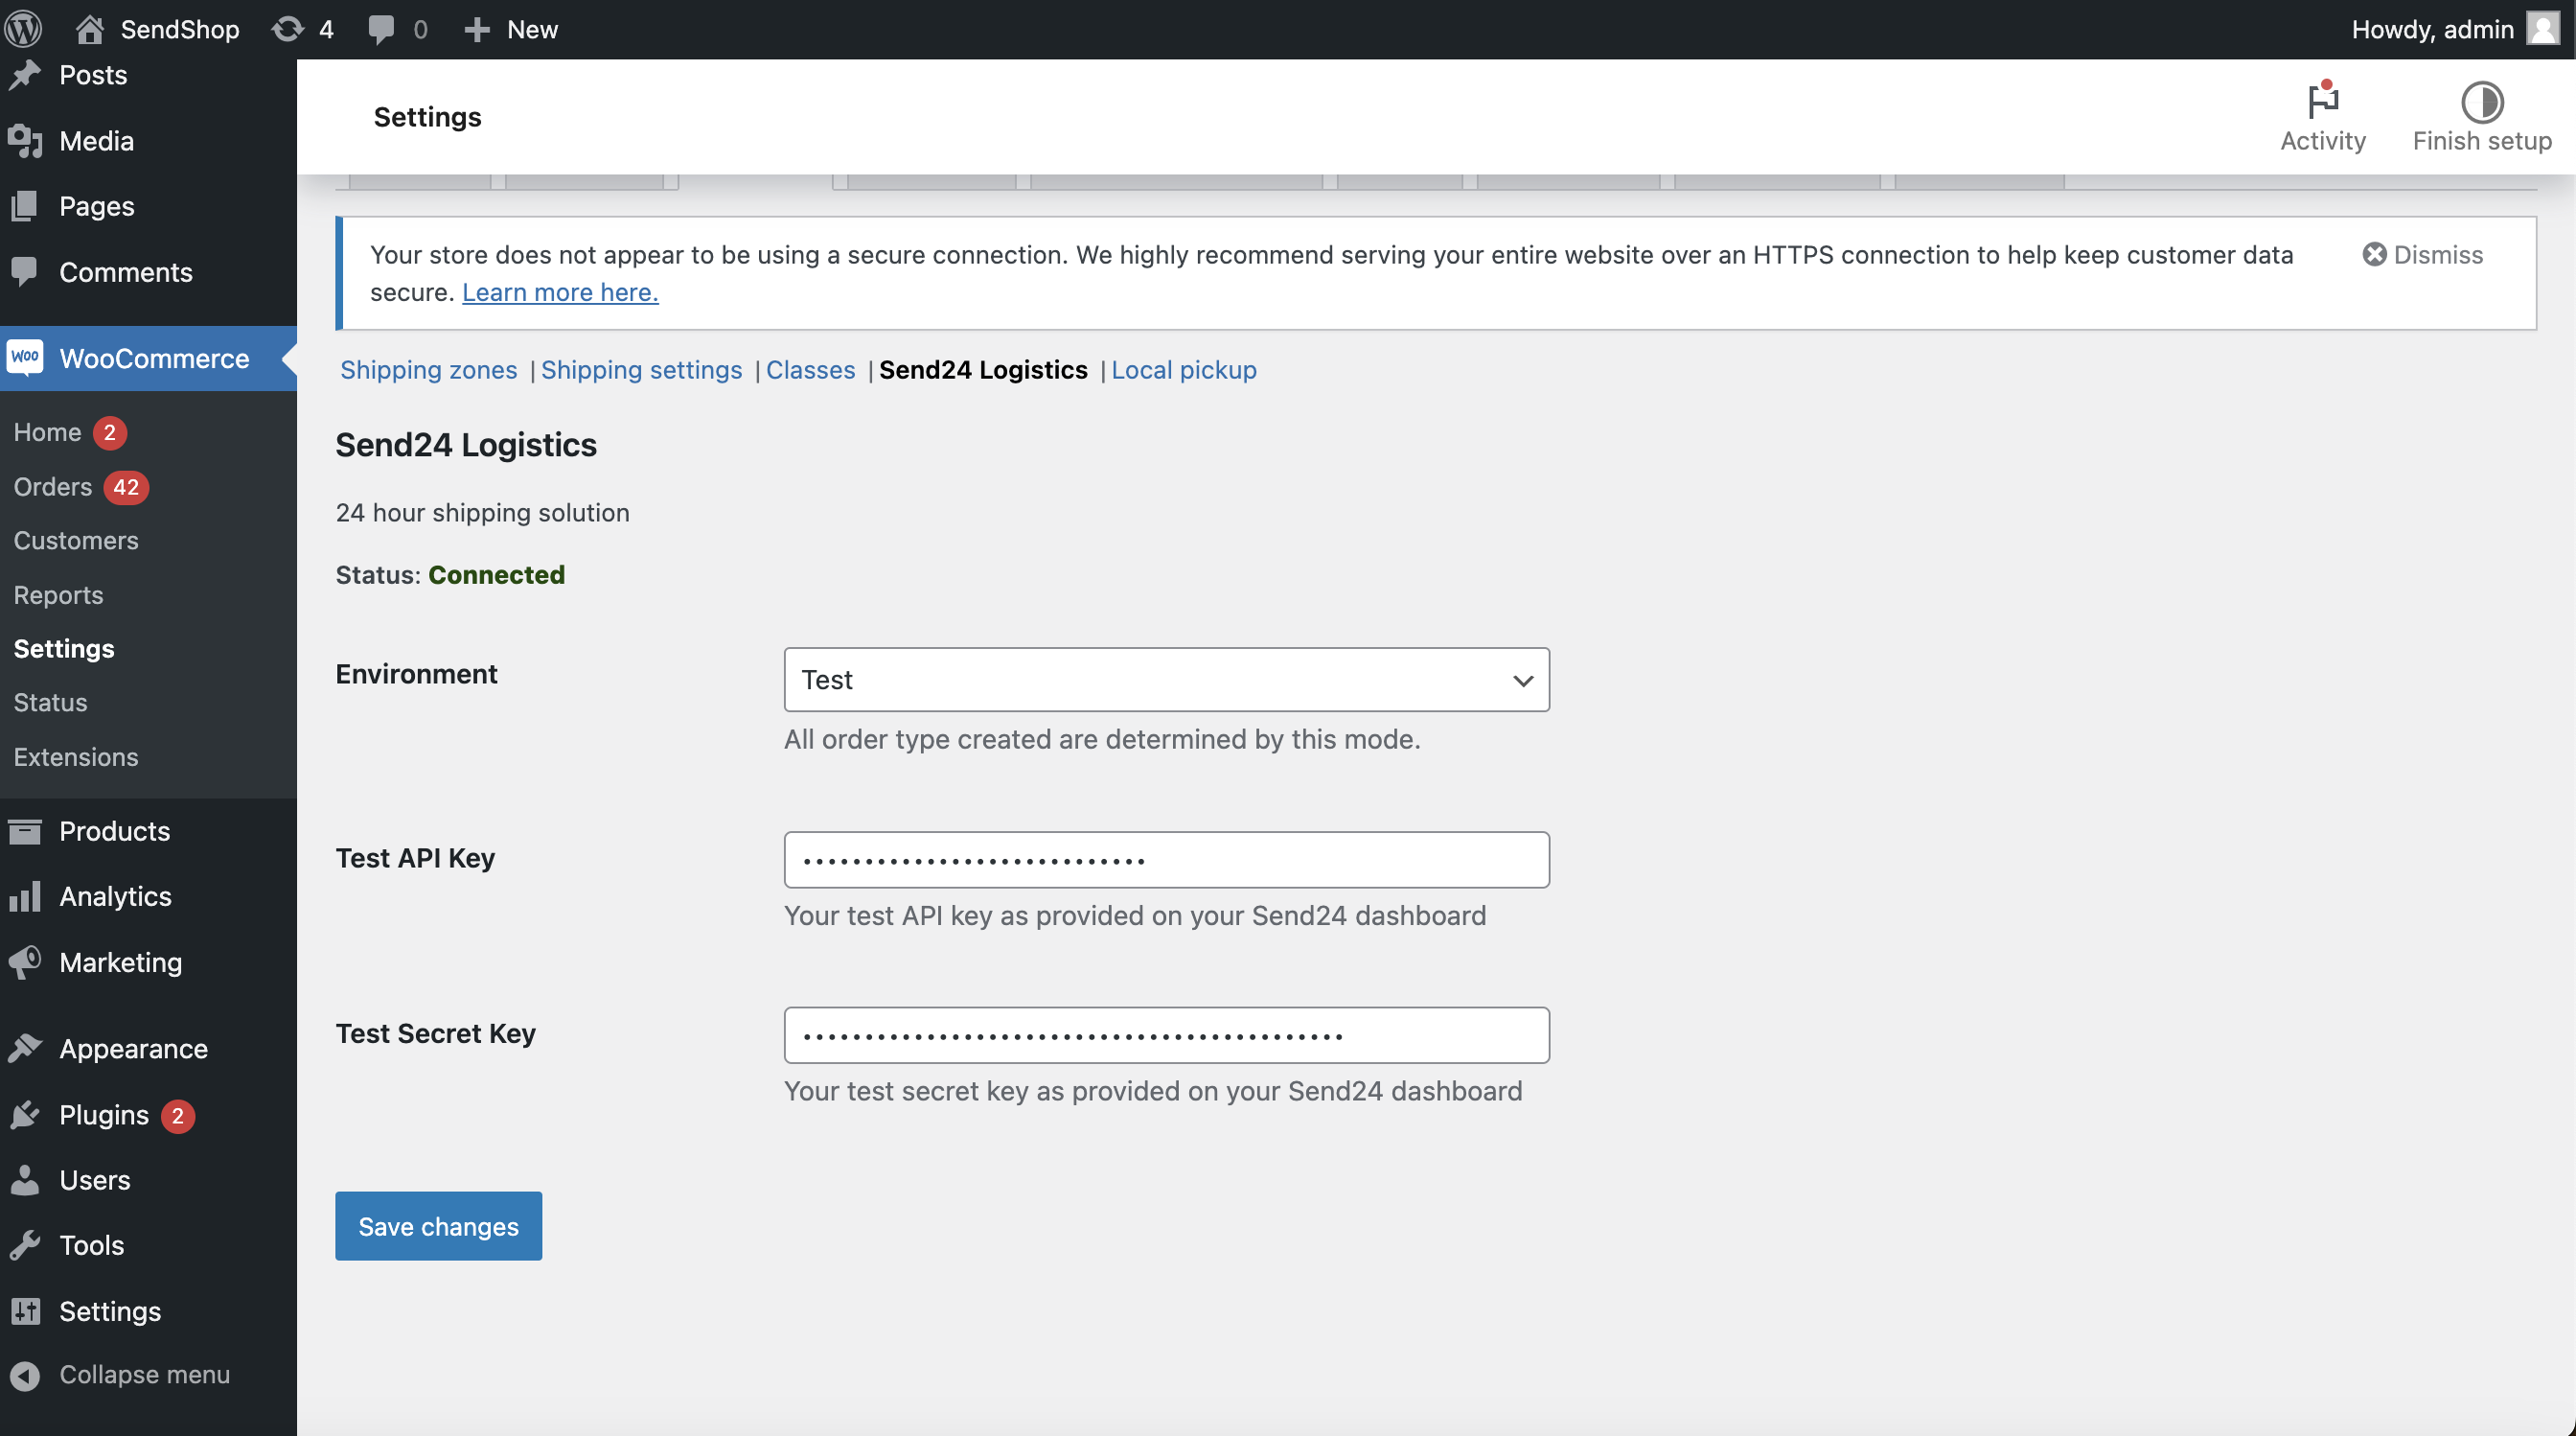 SendShop
4
0
New
Howdy, admin
Posts
Media
Pages
Comments
Woo
WooCommerce
Home 2
Orders 42
Customers
Reports
Settings
Status
Extensions
Products
Analytics
Marketing
Appearance
Plugins 2
Users
Tools
Settings
Collapse menu
Settings
Activity
Finish setup
Your store does not appear to be using a secure connection. We highly recommend serving your entire website over an HTTPS connection to help keep customer data
secure. Learn more here.
Dismiss
Shipping zones | Shipping settings | Classes | Send24 Logistics | Local pickup
Send24 Logistics
24 hour shipping solution
Status: Connected
Environment
Test
All order type created are determined by this mode.
Test API Key
Your test API key as provided on your Send24 dashboard
Test Secret Key
Your test secret key as provided on your Send24 dashboard
Save changes